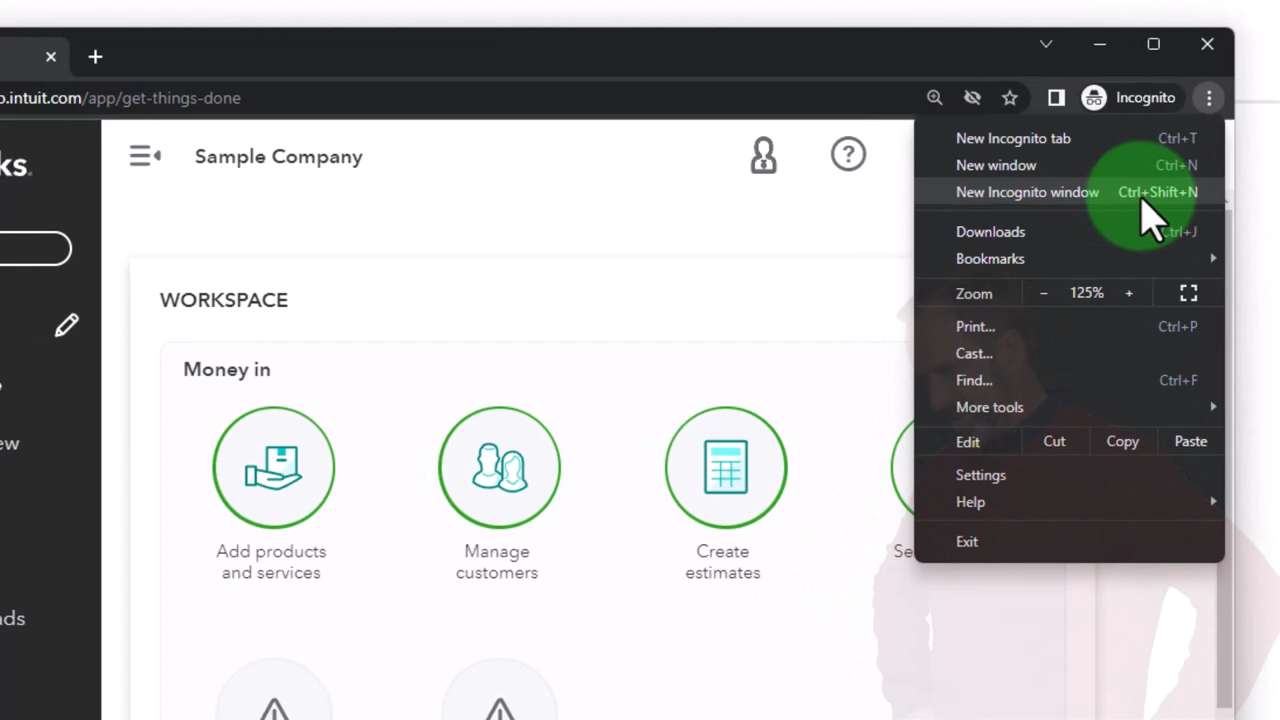 o.intuit.com/app/get-things-done
Incognito
ks.
Sample Company
New Incognito tab Ctrl+T
New window Ctrl+N
New Incognito window Ctrl+Shift+N
Downloads Ctrl+J
Bookmarks
Zoom - 125% +
Print... Ctrl+P
Cast...
Find... Ctrl+F
More tools
Edit Cut Copy Paste
Settings
Help
Exit
WORKSPACE
Money in
Add products
and services
Manage
customers
Create
estimates
Se
ew
ads